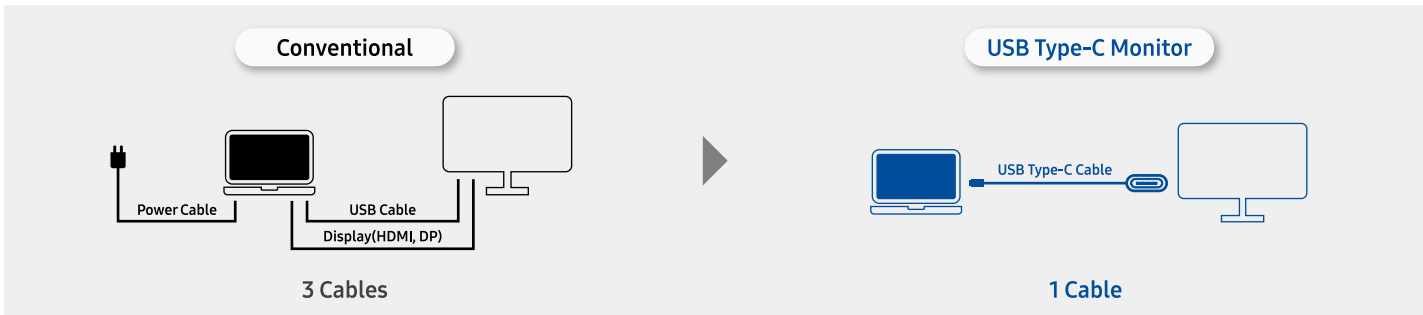 Conventional
Power Cable
USB Cable
Display(HDMI, DP)
3 Cables
USB Type-C Monitor
USB Type-C Cable
1 Cable